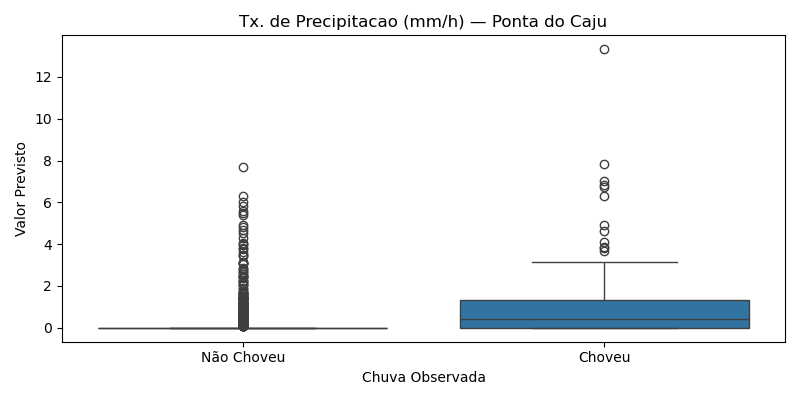 Tx. de Precipitacao (mm/h) — Ponta do Caju
Valor Previsto
12
10
8
6
4
2
0
Não Choveu
Choveu
Chuva Observada